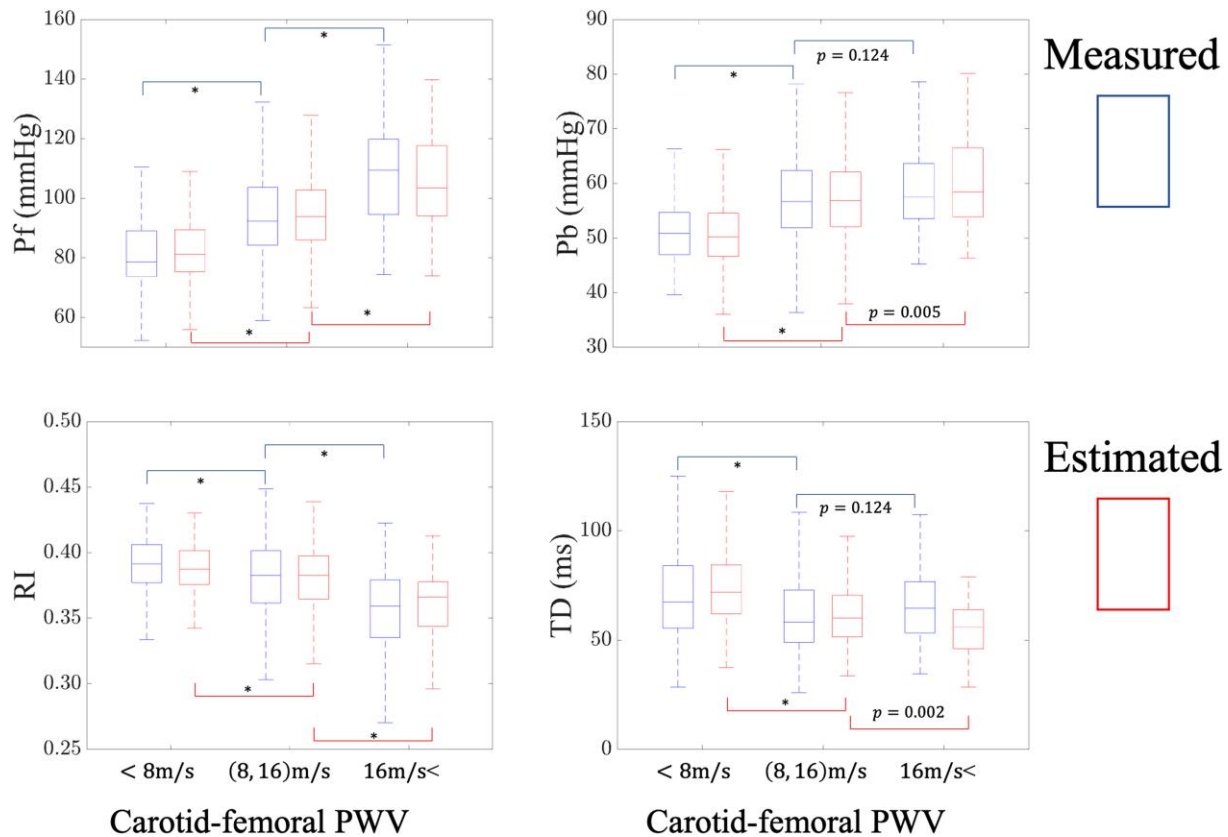 160
140
120
100
80
60
Pf (mmHg)
*
*
*
*
90
80
70
60
50
40
30
Pb (mmHg)
*
p = 0.124
*
p = 0.005
Measured
0.50
0.45
0.40
0.35
0.30
0.25
RI
*
*
*
*
< 8m/s
(8, 16)m/s
16m/s<
Carotid-femoral PWV
150
100
50
0
TD (ms)
*
p = 0.124
*
p = 0.002
< 8m/s
(8, 16)m/s
16m/s<
Carotid-femoral PWV
Estimated